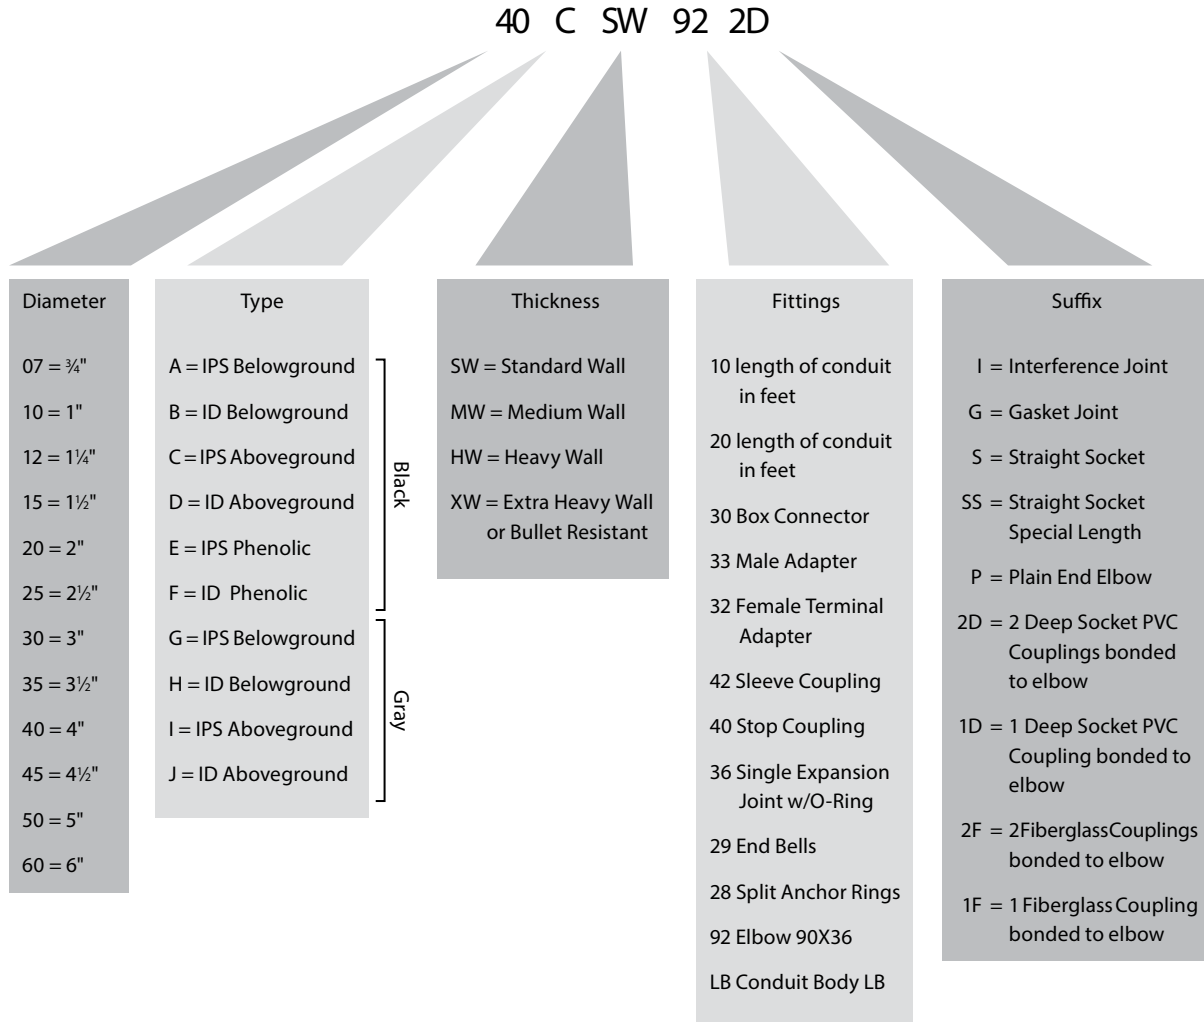 40 C SW 92 2D
Diameter
07 = ¾"
10 = 1"
12 = 1¼"
15 = 1½"
20 = 2"
25 = 2½"
30 = 3"
35 = 3½"
40 = 4"
45 = 4½"
50 = 5"
60 = 6"
Type
A = IPS Belowground
B = ID Belowground
C = IPS Aboveground
D = ID Aboveground
E = IPS Phenolic
F = ID Phenolic
G = IPS Belowground
H = ID Belowground
I = IPS Aboveground
J = ID Aboveground
Black
Gray
Thickness
SW = Standard Wall
MW = Medium Wall
HW = Heavy Wall
XW = Extra Heavy Wall
or Bullet Resistant
Fittings
10 length of conduit
in feet
20 length of conduit
in feet
30 Box Connector
33 Male Adapter
32 Female Terminal
Adapter
42 Sleeve Coupling
40 Stop Coupling
36 Single Expansion
Joint w/O-Ring
29 End Bells
28 Split Anchor Rings
92 Elbow 90X36
LB Conduit Body LB
Suffix
I = Interference Joint
G = Gasket Joint
S = Straight Socket
SS = Straight Socket
Special Length
P = Plain End Elbow
2D = 2 Deep Socket PVC
Couplings bonded
to elbow
1D = 1 Deep Socket PVC
Coupling bonded to
elbow
2F = 2FiberglassCouplings
bonded to elbow
1F = 1 Fiberglass Coupling
bonded to elbow